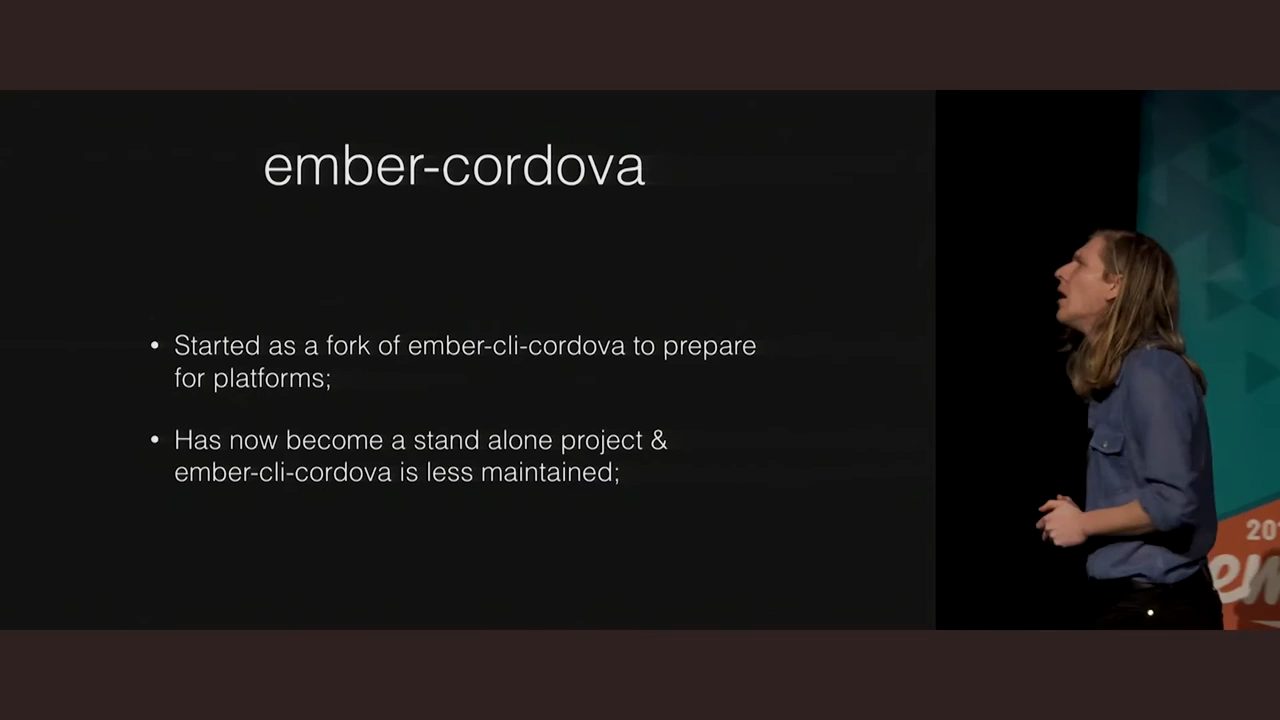 ember-cordova
• Started as a fork of ember-cli-cordova to prepare
for platforms;
• Has now become a stand alone project &
ember-cli-cordova is less maintained;